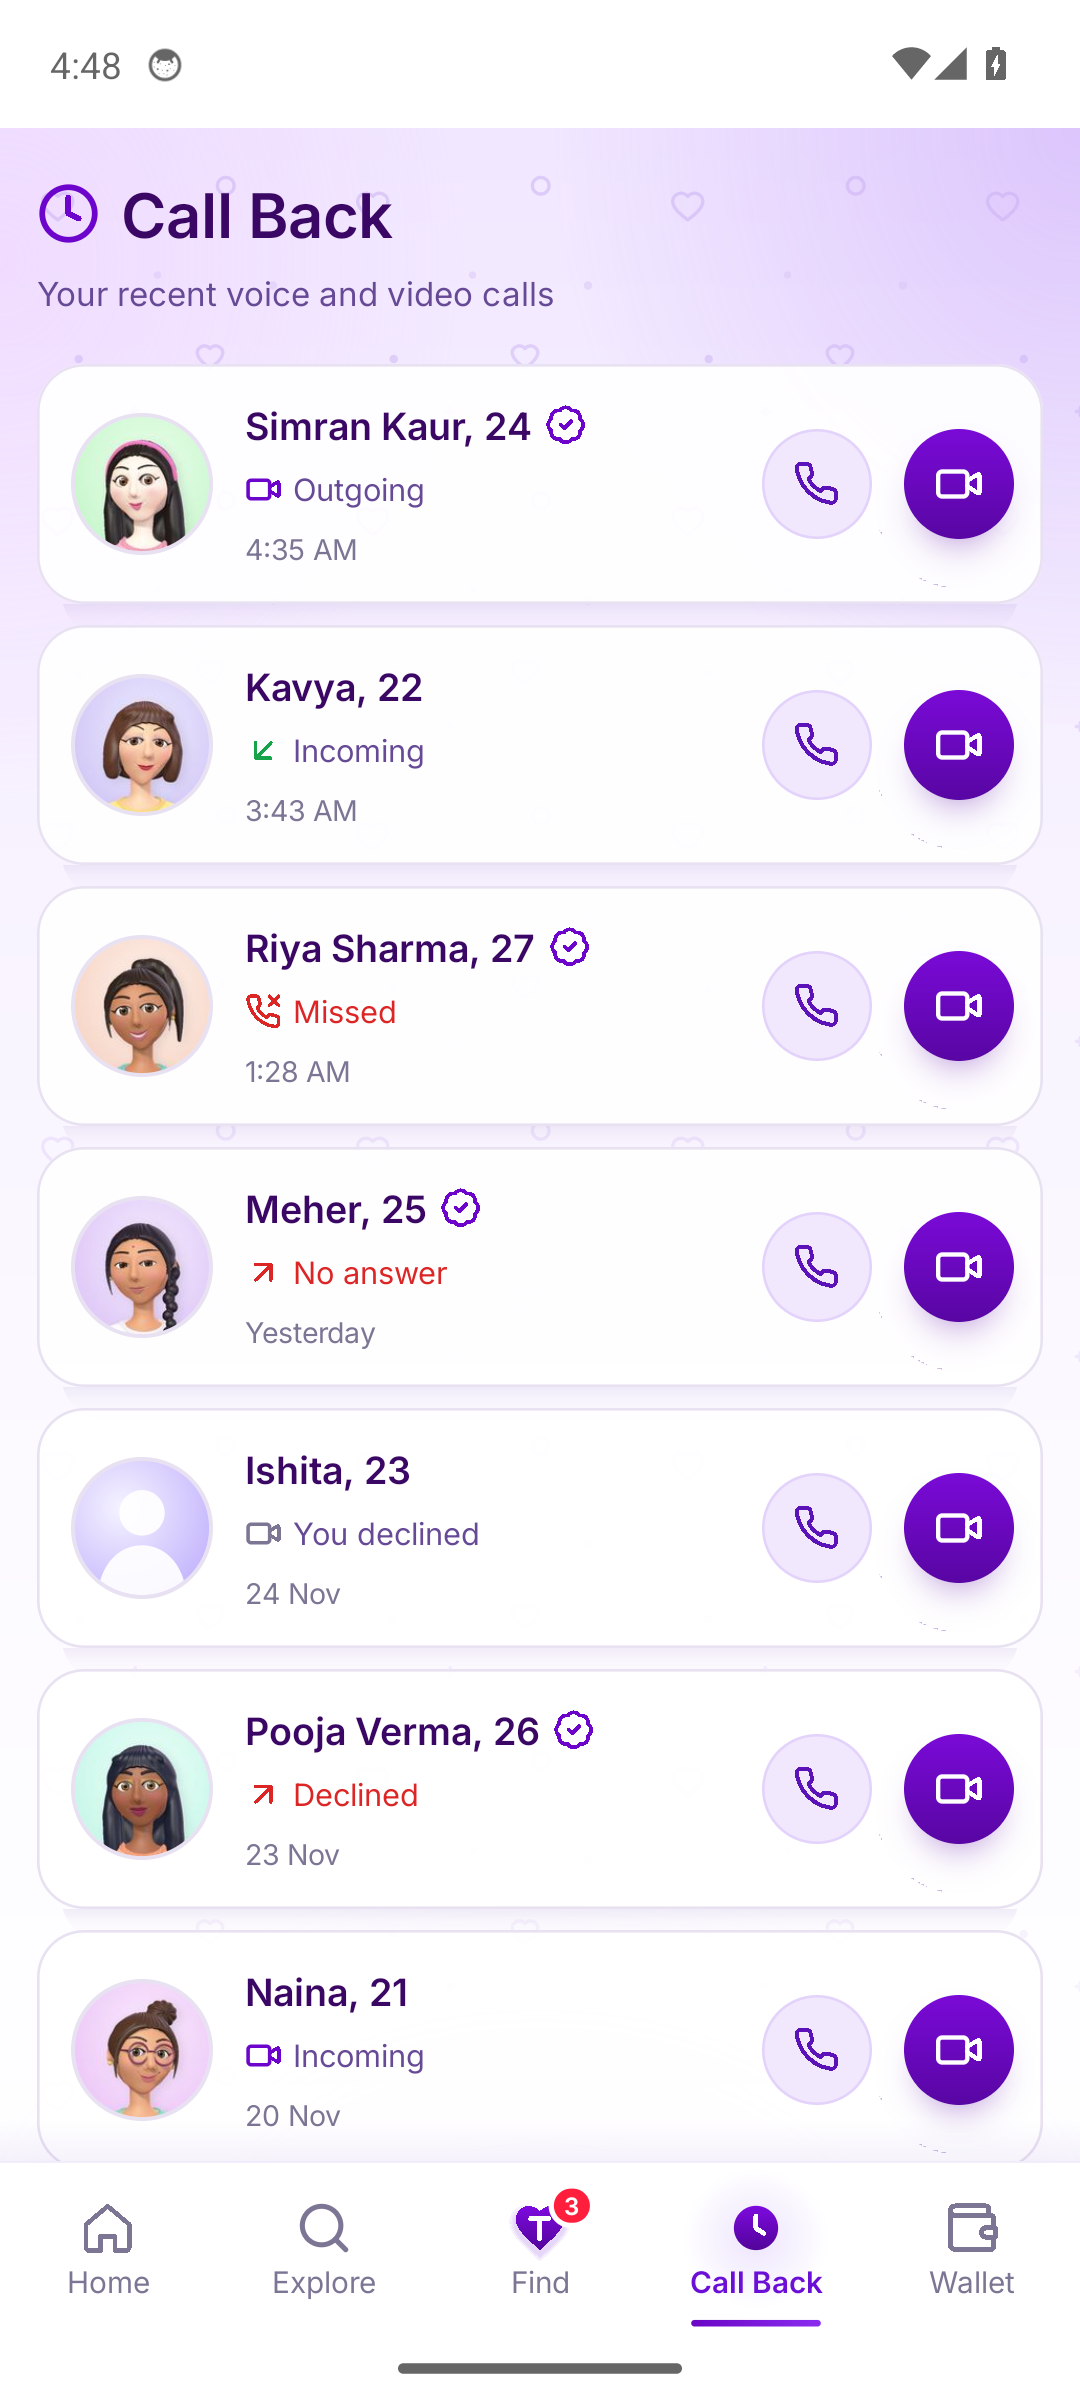 4:48
Call Back
Your recent voice and video calls
Simran Kaur, 24
Outgoing
4:35 AM
Kavya, 22
Incoming
3:43 AM
Riya Sharma, 27
Missed
1:28 AM
Meher, 25
No answer
Yesterday
Ishita, 23
You declined
24 Nov
Pooja Verma, 26
Declined
23 Nov
Naina, 21
Incoming
20 Nov
T
3
Home
Explore
Find
Call Back
Wallet